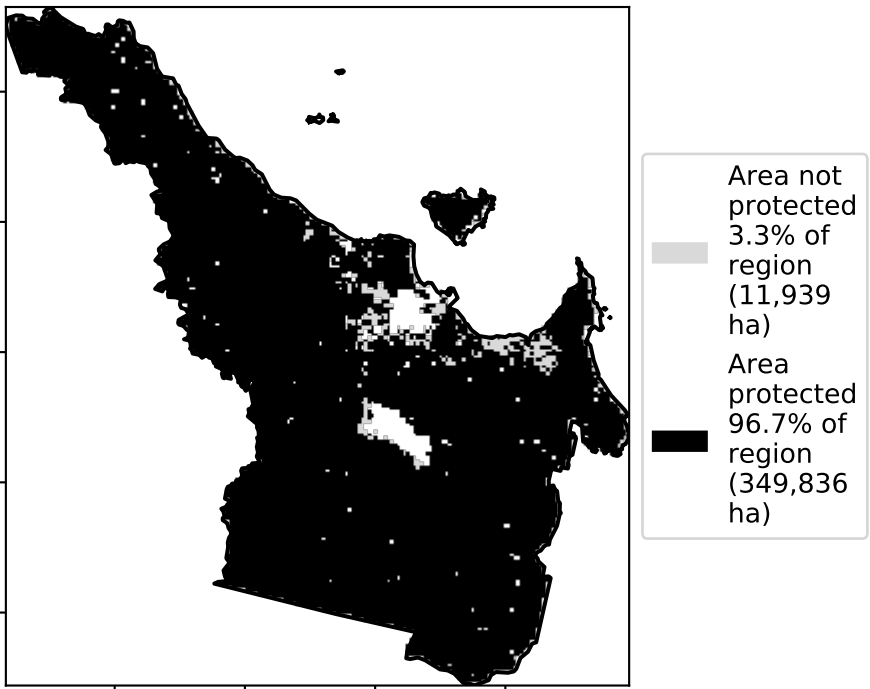 Area not
protected
3.3% of
region
(11,939
ha)
Area
protected
96.7% of
region
(349,836
ha)